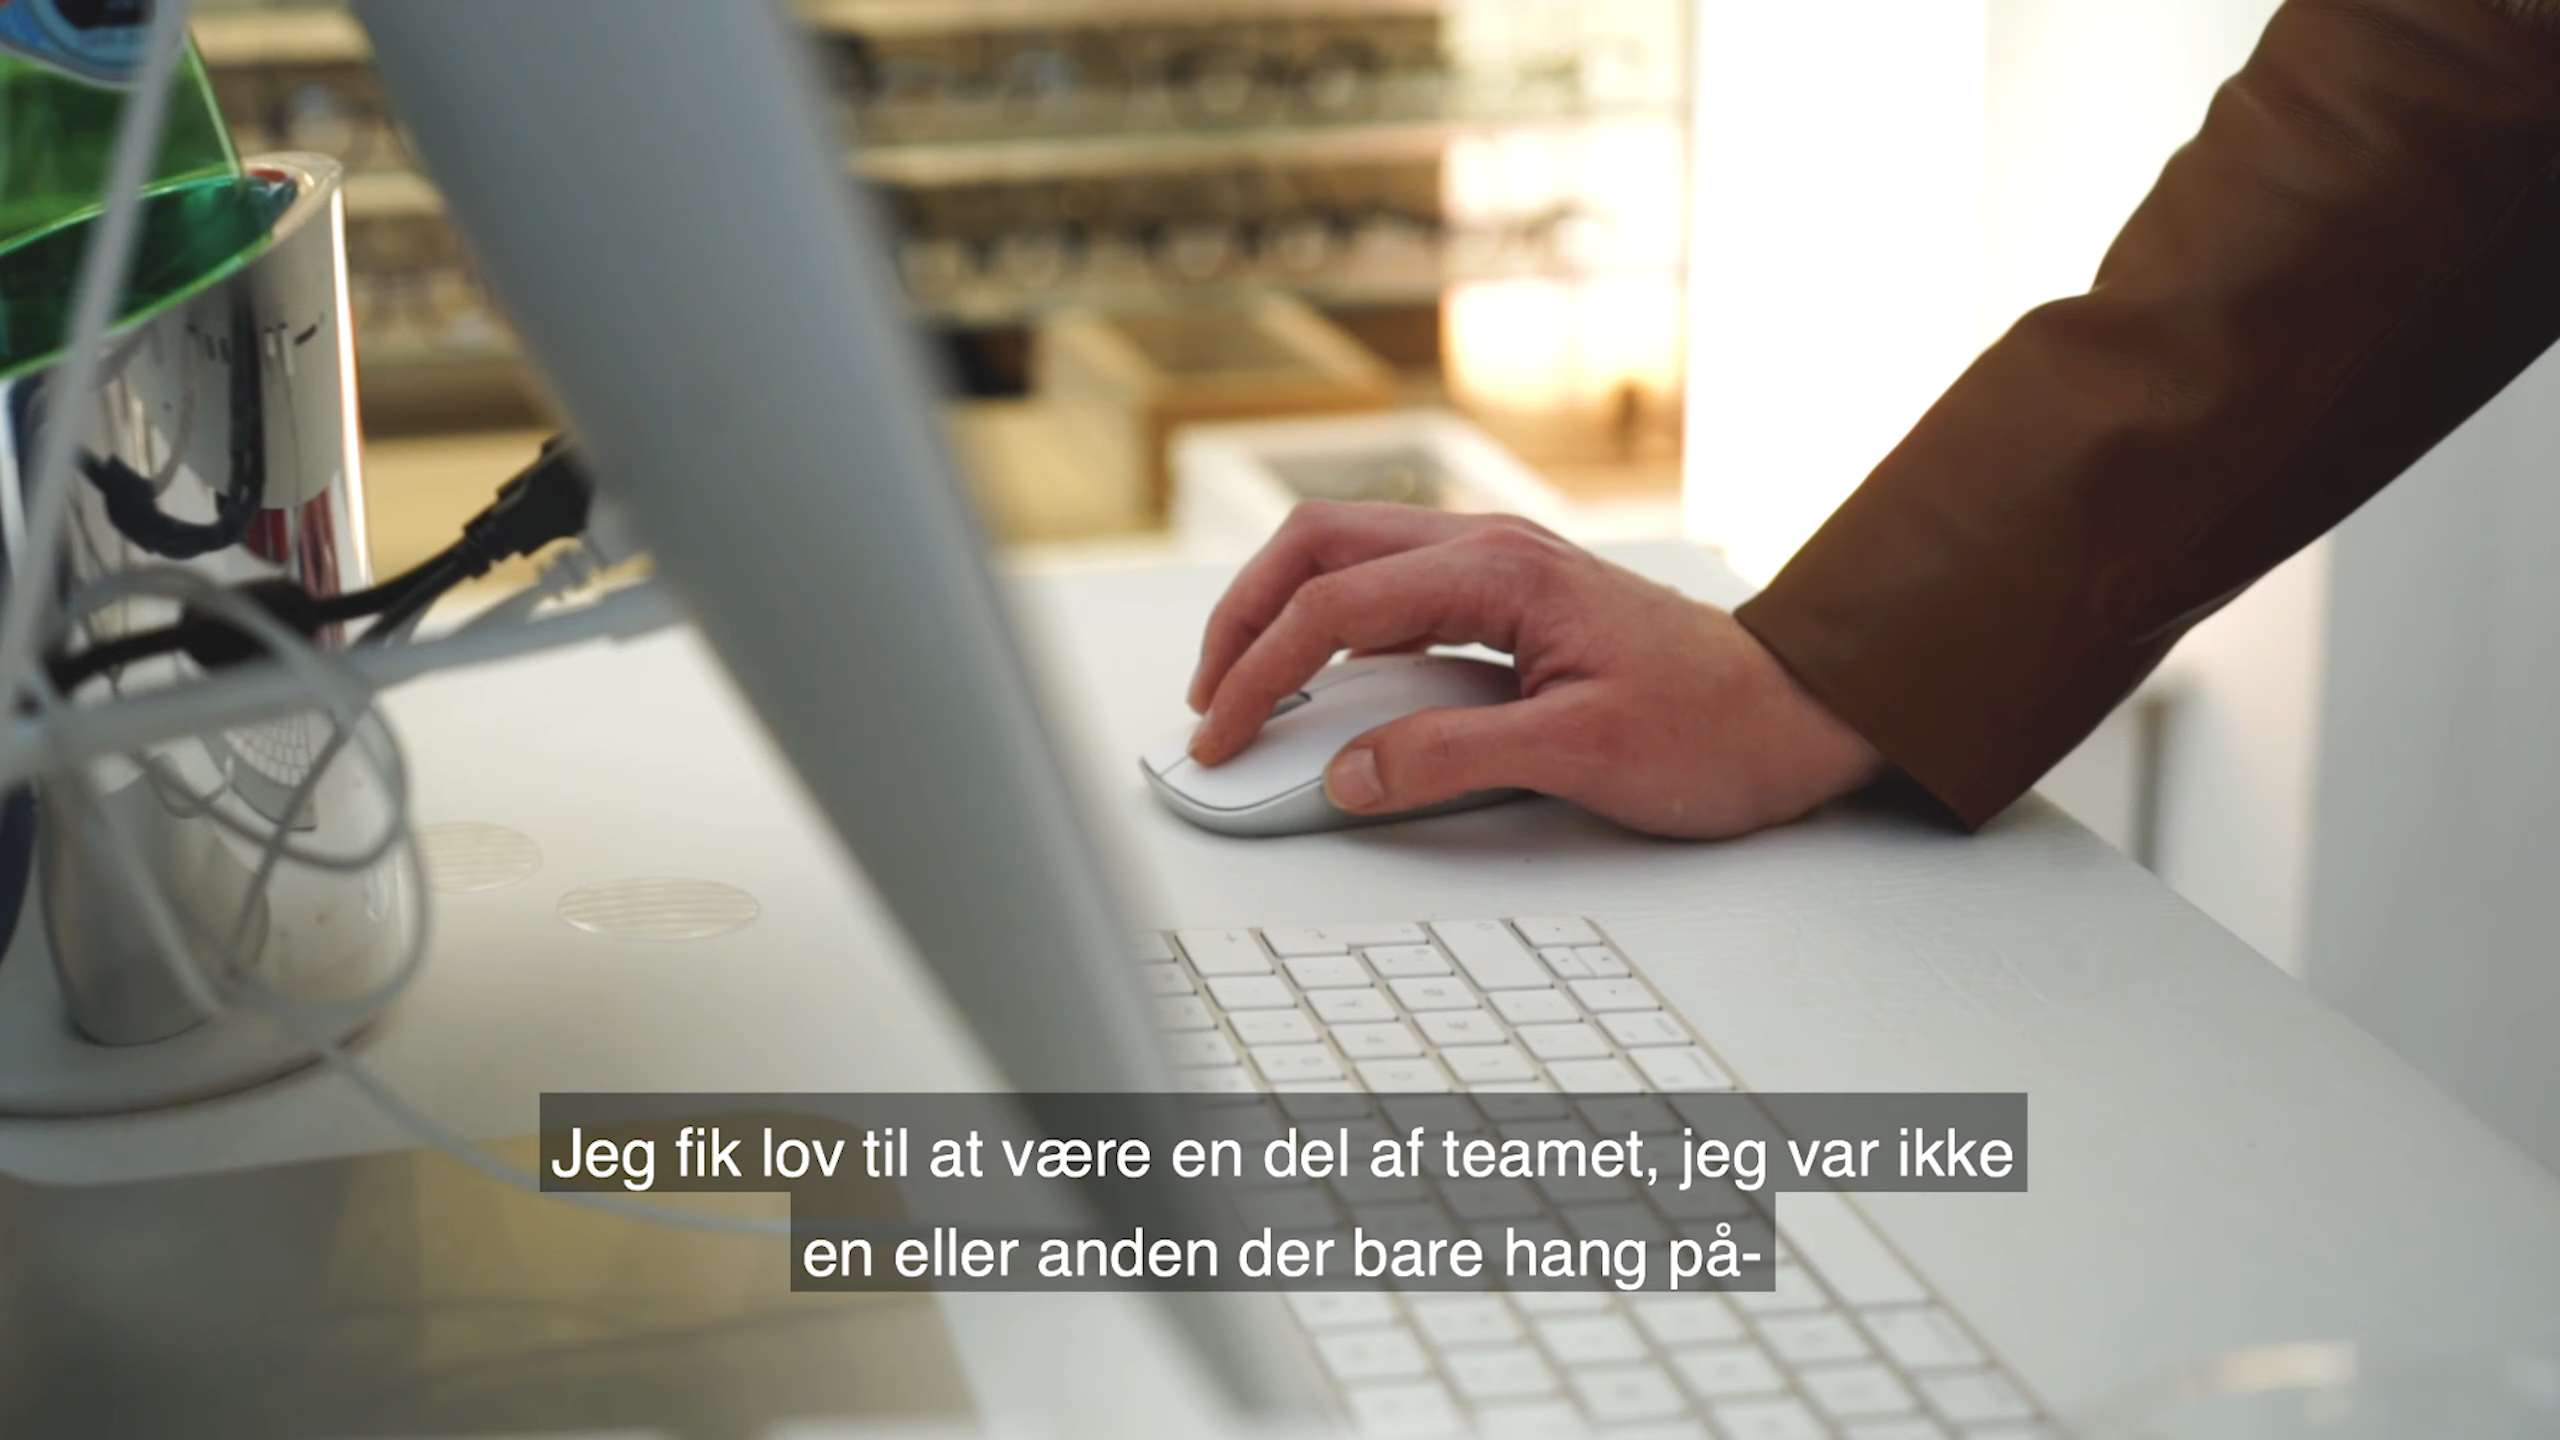 Jeg fik lov til at være en del af teamet, jeg var ikke
en eller anden der bare hang på-